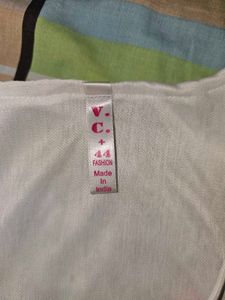 V.
C.
+
44
FASHION
Made
In
India